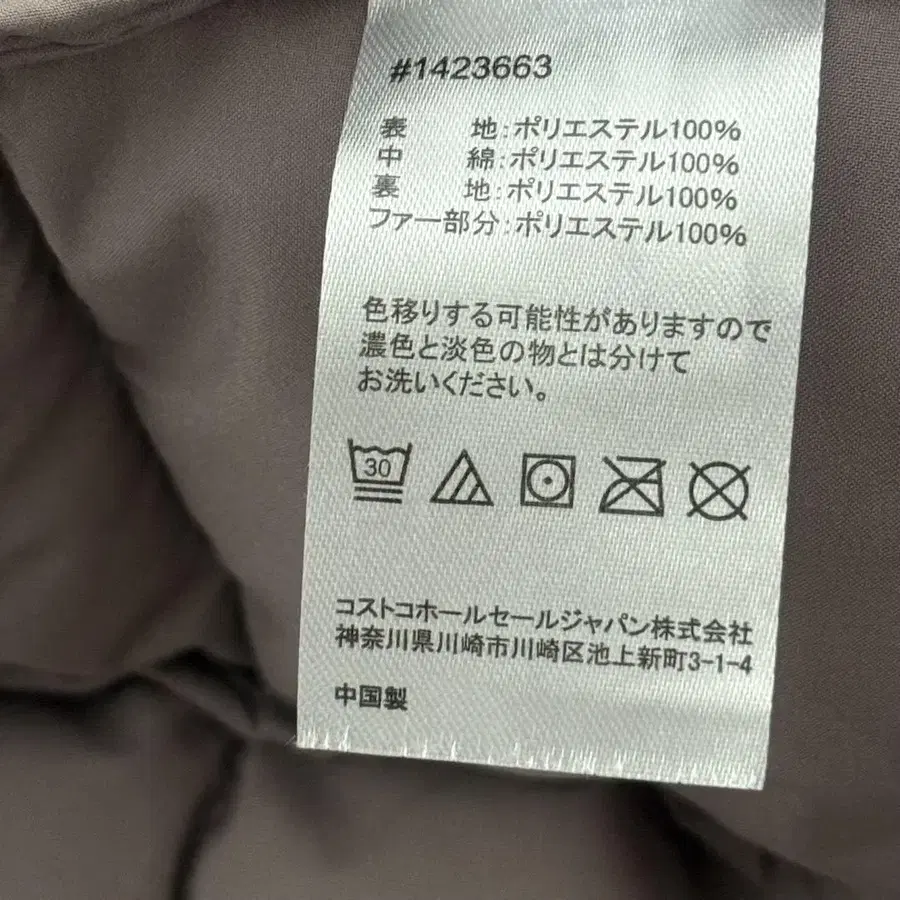 #1423663
表 地:ポリエステル100%
中 綿:ポリエステル100%
裏 地:ポリエステル100%
ファー部分:ポリエステル100%
色移りする可能性がありますので
濃色と淡色の物とは分けて
お洗いください。
30
コストコホールセールジャパン株式会社
神奈川県川崎市川崎区池上新町3-1-4
中国製